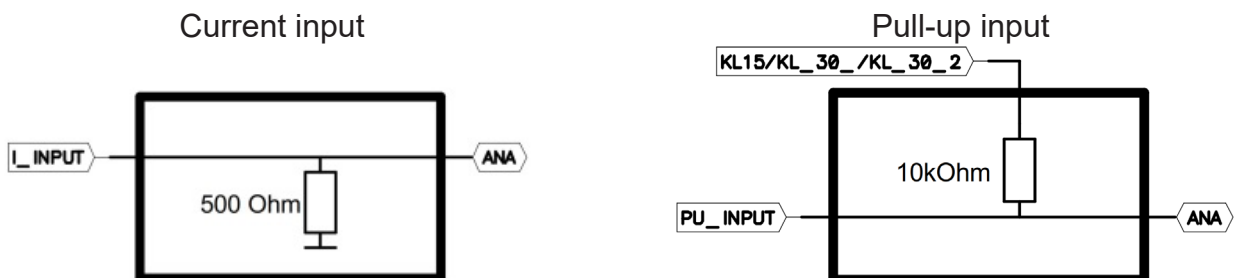 Current input
I_INPUT
500 Ohm
ANA
Pull-up input
KL15/KL_30_/KL_30_2
10kOhm
PU_INPUT
ANA